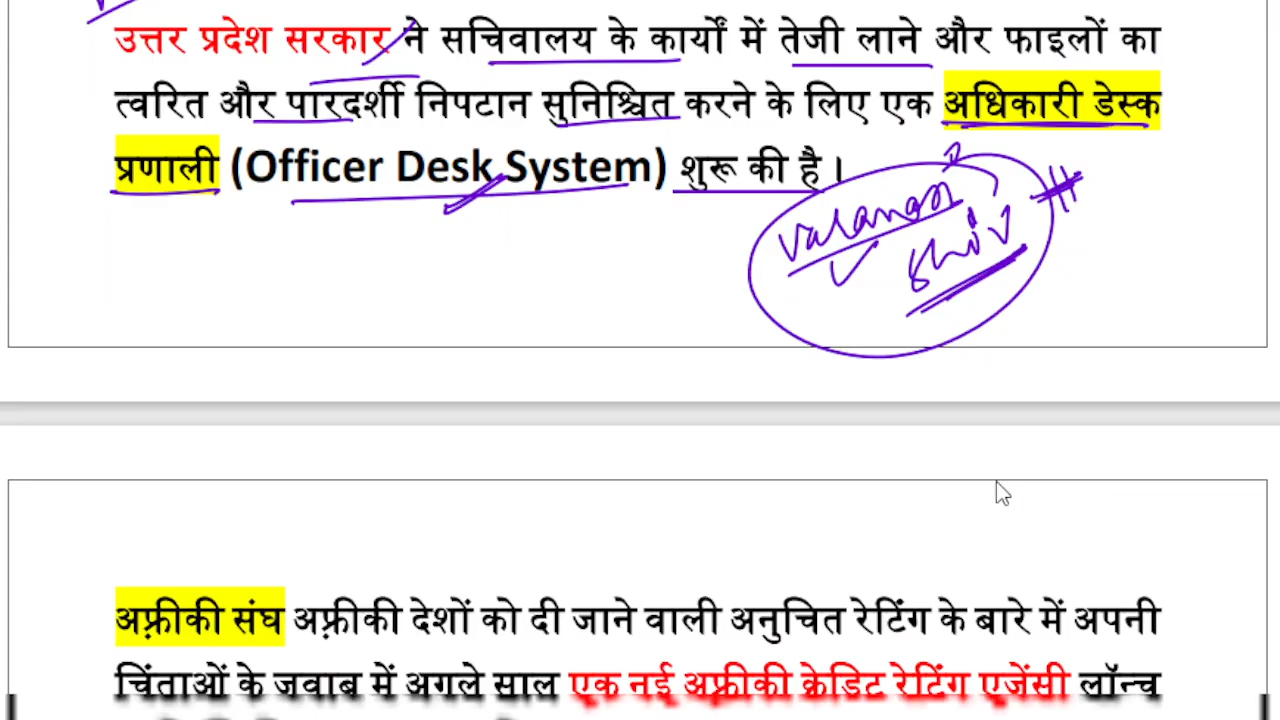 उत्तर प्रदेश सरकार ने सचिवालय के कार्यों में तेजी लाने और फाइलों का
त्वरित और पारदर्शी निपटान सुनिश्चित करने के लिए एक अधिकारी डेस्क
प्रणाली (Officer Desk System) शुरू की है।
shiv
अफ़्रीकी संघ अफ़्रीकी देशों को दी जाने वाली अनुचित रेटिंग के बारे में अपनी
चिंताओं के जवाब में अगले साल एक नई अफ्रीकी क्रेडिट रेटिंग एजेंसी लॉन्च